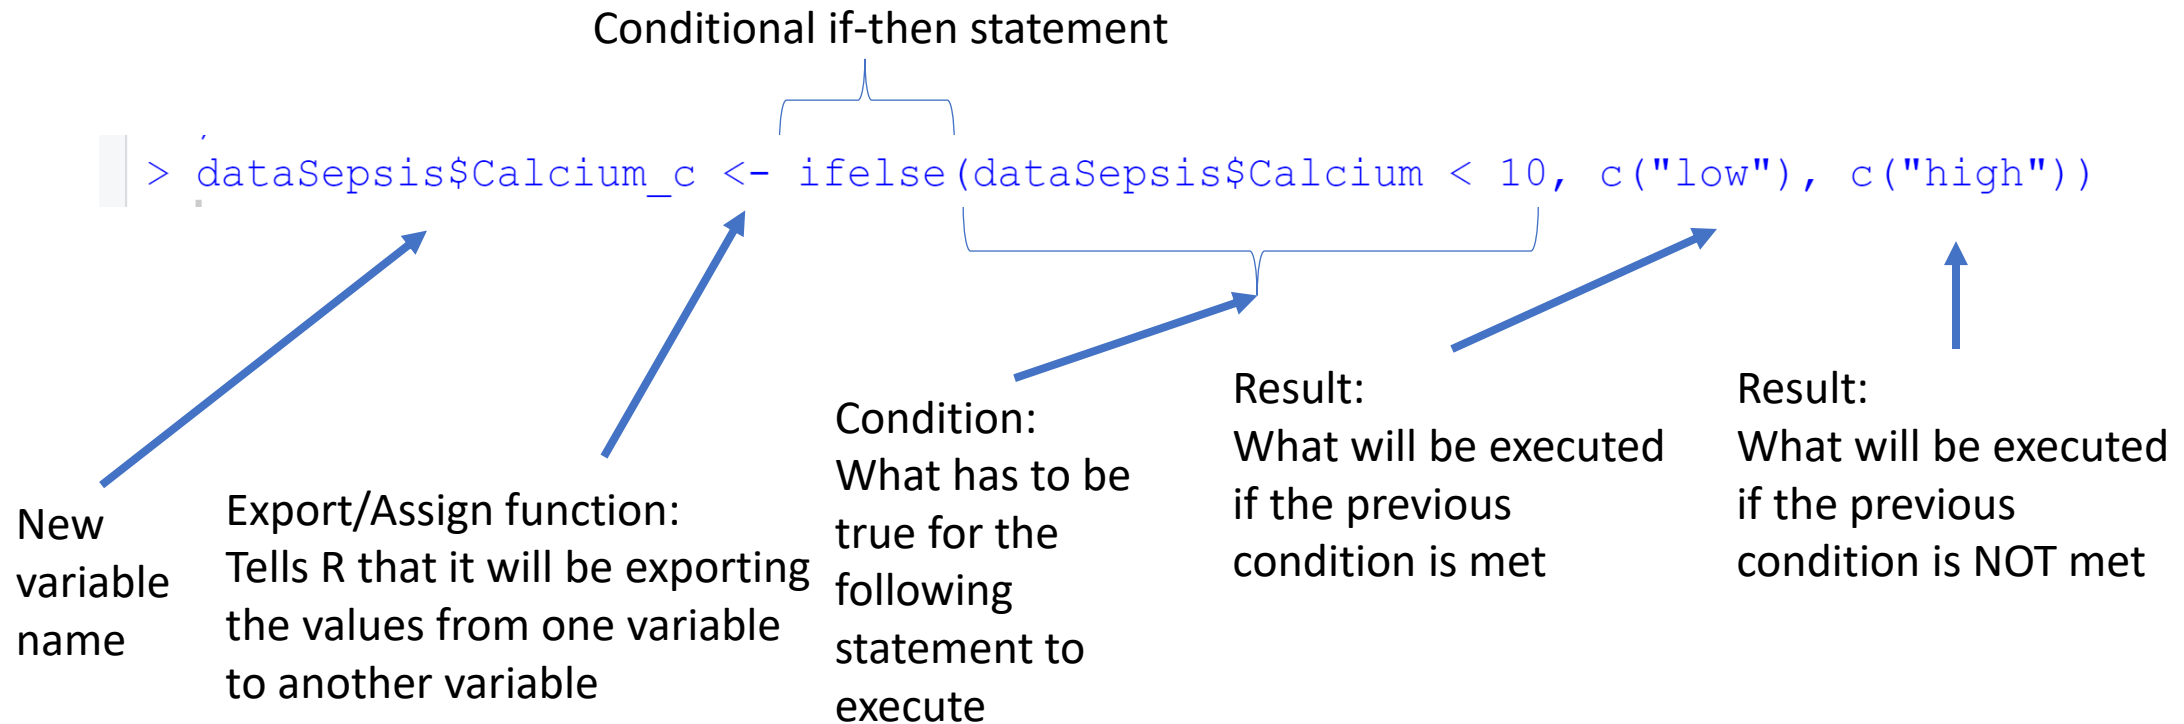 Conditional if-then statement
> dataSepsis$Calcium_c <- ifelse(dataSepsis$Calcium < 10, c("low"), c("high"))
New
variable
name
Export/Assign function:
Tells R that it will be exporting
the values from one variable
to another variable
Condition:
What has to be
true for the
following
statement to
execute
Result:
What will be executed
if the previous
condition is met
Result:
What will be executed
if the previous
condition is NOT met